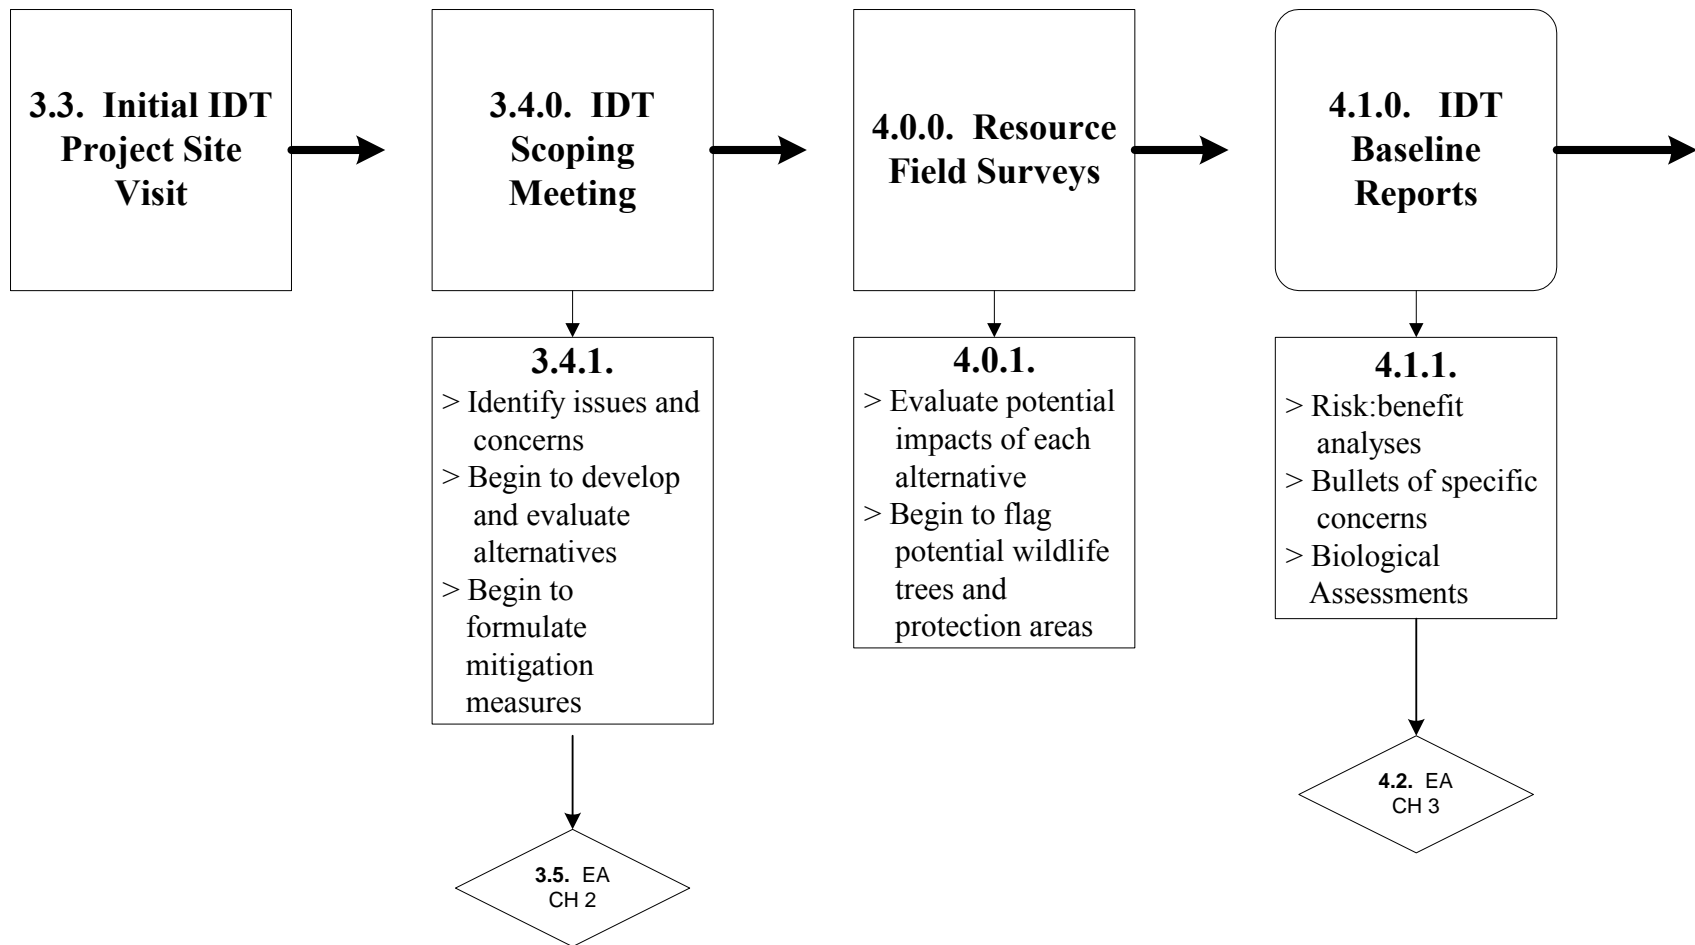 3.3. Initial IDT
Project Site
Visit
3.4.0. IDT
Scoping
Meeting
4.0.0. Resource
Field Surveys
4.1.0. IDT
Baseline
Reports
3.4.1.
> Identify issues and
concerns
> Begin to develop
and evaluate
alternatives
> Begin to
formulate
mitigation
measures
4.0.1.
> Evaluate potential
impacts of each
alternative
> Begin to flag
potential wildlife
trees and
protection areas
4.1.1.
> Risk:benefit
analyses
> Bullets of specific
concerns
> Biological
Assessments
3.5. EA
CH 2
4.2. EA
CH 3